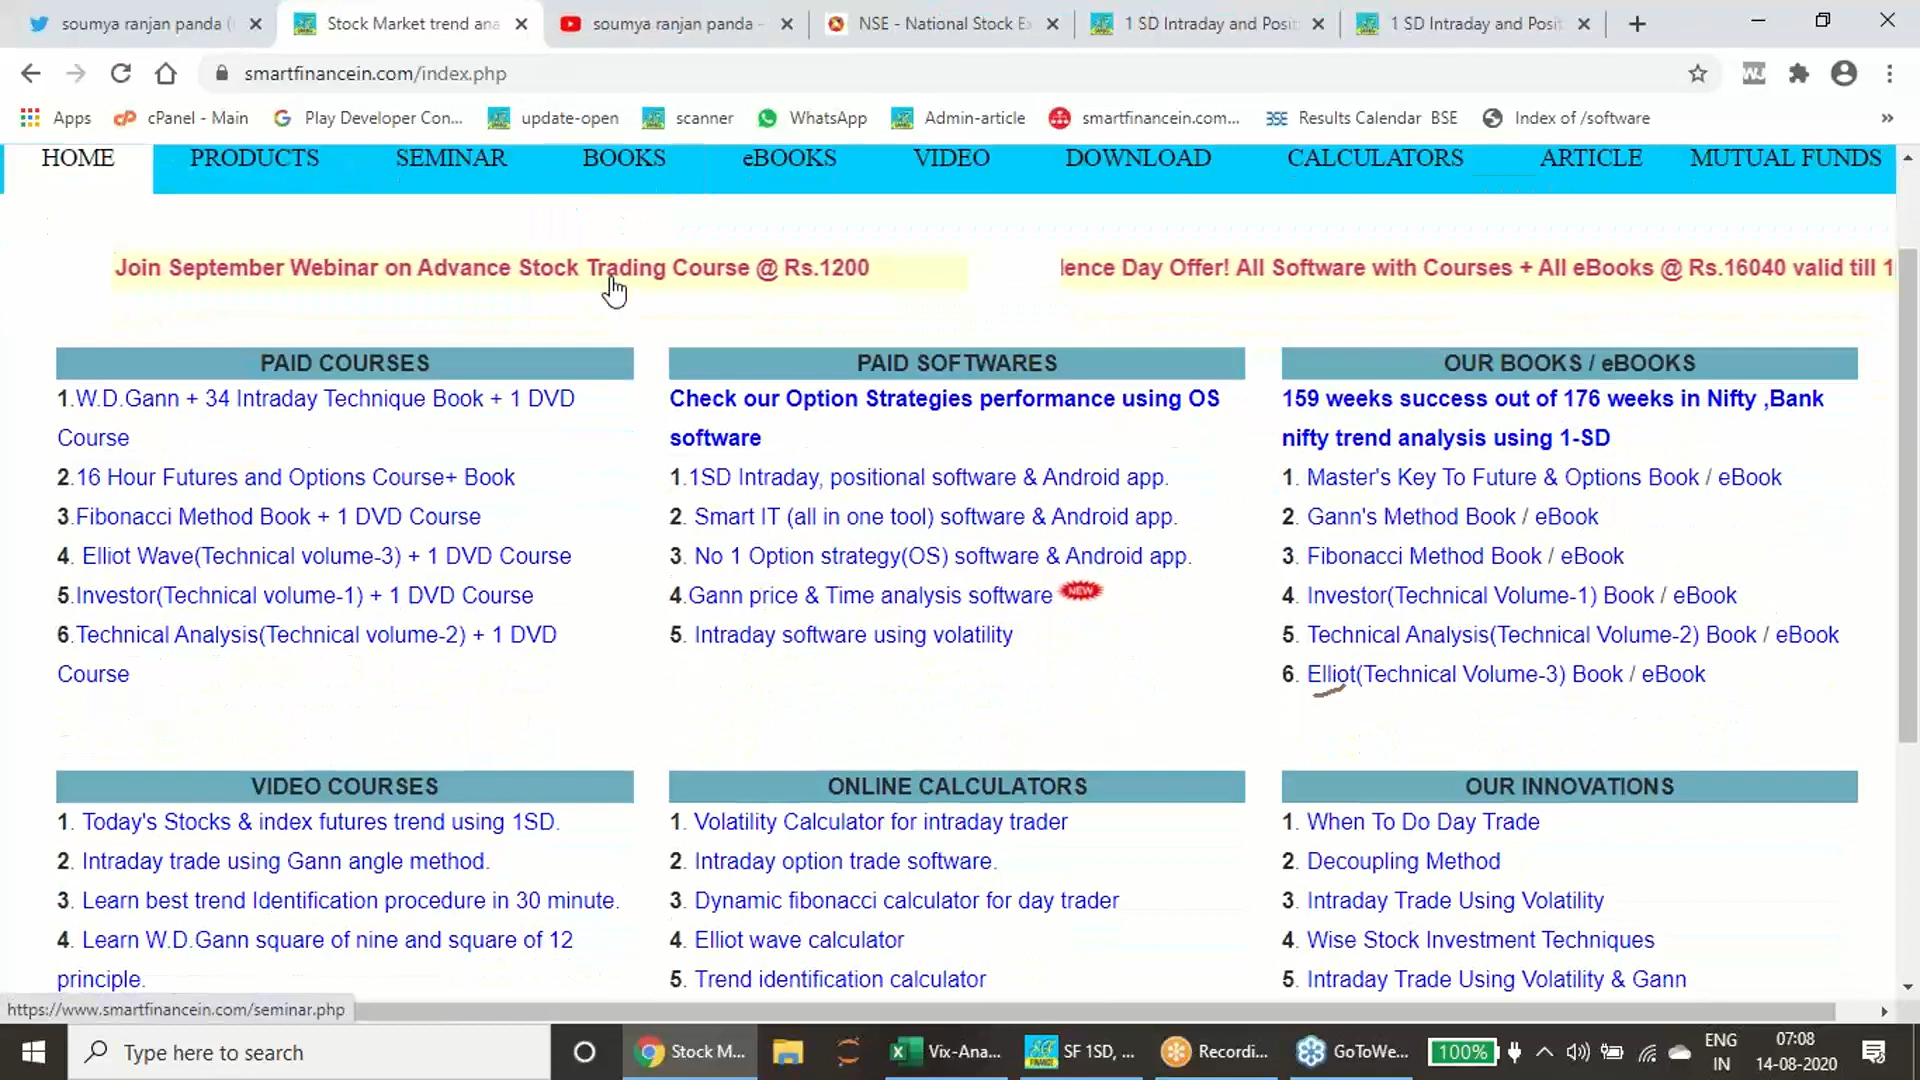 soumya ranjan panda (
Stock Market trend ana
soumya ranjan panda -
NSE - National Stock E
1 SD Intraday and Posit
1 SD Intraday and Posit
smartfinancein.com/index.php
Apps
cPanel - Main
Play Developer Con...
update-open
scanner
WhatsApp
Admin-article
smartfinancein.com...
BSE Results Calendar BSE
Index of /software
»
HOME
PRODUCTS
SEMINAR
BOOKS
eBOOKS
VIDEO
DOWNLOAD
CALCULATORS
ARTICLE
MUTUAL FUNDS
Join September Webinar on Advance Stock Trading Course @ Rs.1200
lence Day Offer! All Software with Courses + All eBooks @ Rs.16040 valid till 1
PAID COURSES
1.W.D.Gann + 34 Intraday Technique Book + 1 DVD
Course
2.16 Hour Futures and Options Course+ Book
3.Fibonacci Method Book + 1 DVD Course
4. Elliot Wave(Technical volume-3) + 1 DVD Course
5.Investor(Technical volume-1) + 1 DVD Course
6.Technical Analysis(Technical volume-2) + 1 DVD
Course
PAID SOFTWARES
Check our Option Strategies performance using OS
software
1.1SD Intraday, positional software & Android app.
2. Smart IT (all in one tool) software & Android app.
3. No 1 Option strategy(OS) software & Android app.
4.Gann price & Time analysis software NEW
5. Intraday software using volatility
OUR BOOKS / eBOOKS
159 weeks success out of 176 weeks in Nifty ,Bank
nifty trend analysis using 1-SD
1. Master's Key To Future & Options Book / eBook
2. Gann's Method Book / eBook
3. Fibonacci Method Book / eBook
4. Investor(Technical Volume-1) Book / eBook
5. Technical Analysis(Technical Volume-2) Book / eBook
6. Elliot(Technical Volume-3) Book / eBook
VIDEO COURSES
1. Today's Stocks & index futures trend using 1SD.
2. Intraday trade using Gann angle method.
3. Learn best trend Identification procedure in 30 minute.
4. Learn W.D.Gann square of nine and square of 12
principle.
ONLINE CALCULATORS
1. Volatility Calculator for intraday trader
2. Intraday option trade software.
3. Dynamic fibonacci calculator for day trader
4. Elliot wave calculator
5. Trend identification calculator
OUR INNOVATIONS
1. When To Do Day Trade
2. Decoupling Method
3. Intraday Trade Using Volatility
4. Wise Stock Investment Techniques
5. Intraday Trade Using Volatility & Gann
https://www.smartfinancein.com/seminar.php
Type here to search
Stock M...
Vix-Ana...
SF 1SD, ...
Recordi...
GoToWe...
100%
ENG
IN
07:08
14-08-2020